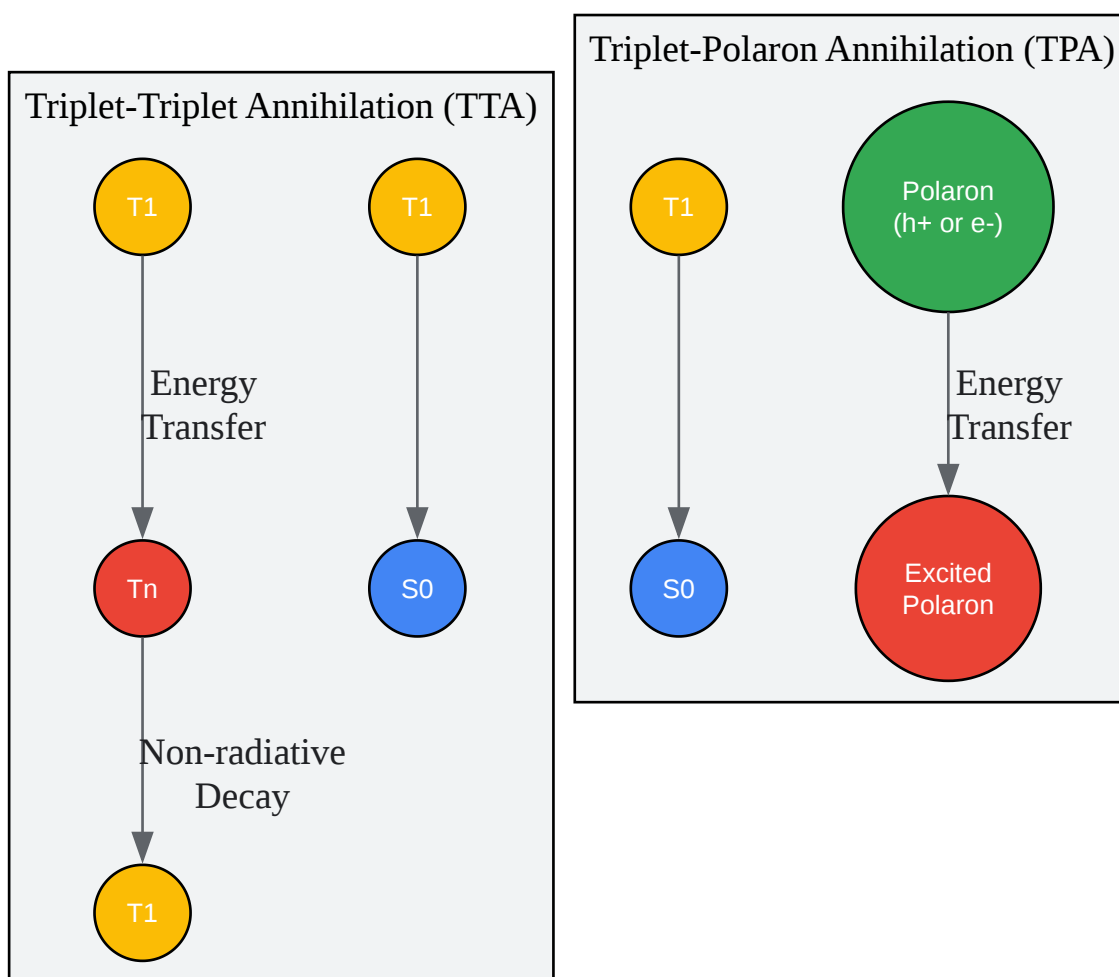 Triplet-Triplet Annihilation (TTA)
T1
T1
Energy
Transfer
Tn
S0
Non-radiative
Decay
T1
Triplet-Polaron Annihilation (TPA)
T1
Polaron
(h+ or e-)
Energy
Transfer
S0
Excited
Polaron